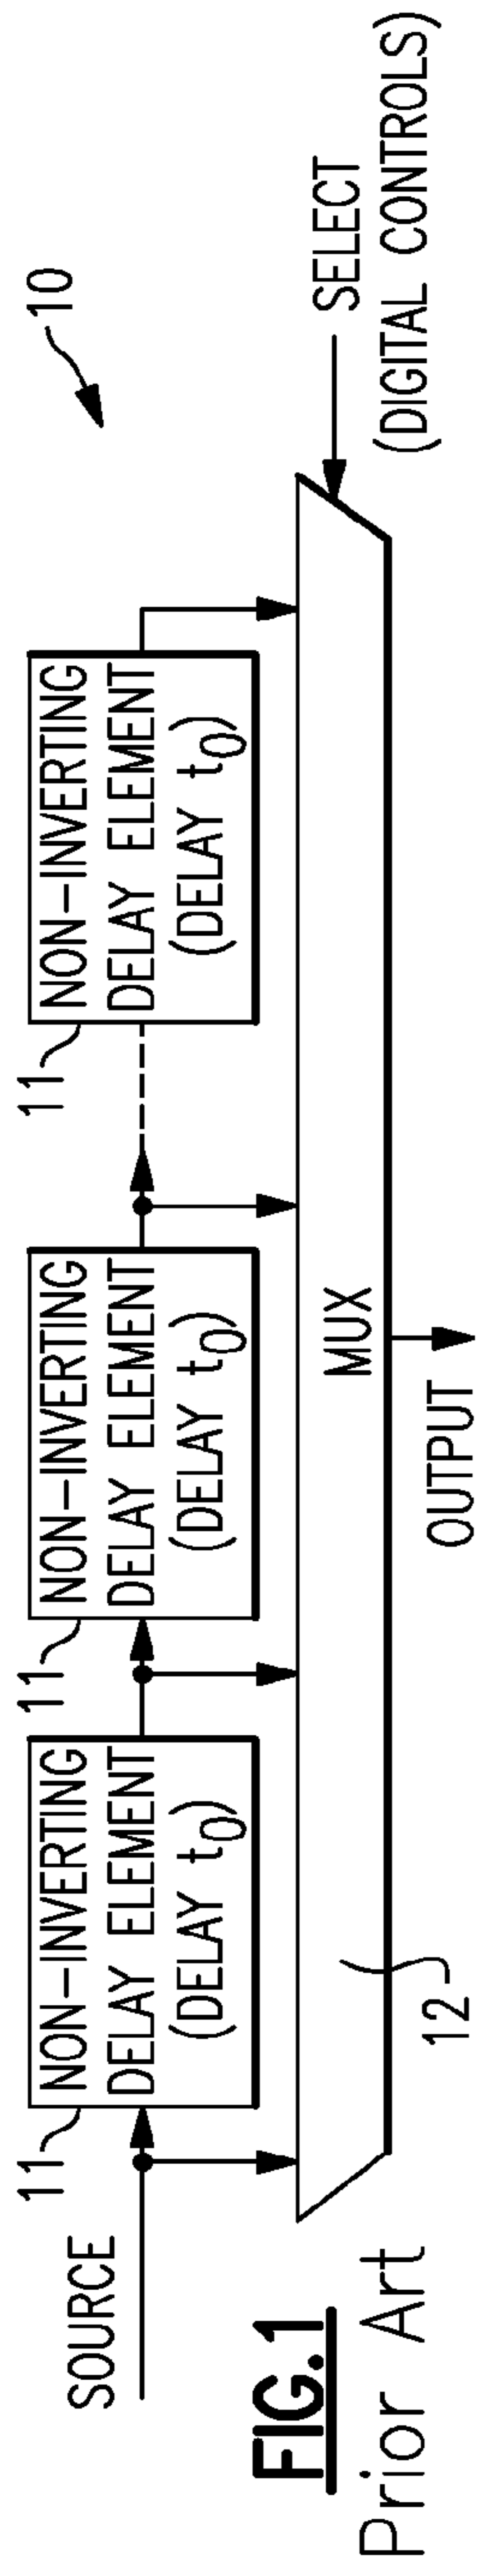 10
11
NON-INVERTING
DELAY ELEMENT
(DELAY t0)
11
NON-INVERTING
DELAY ELEMENT
(DELAY t0)
11
NON-INVERTING
DELAY ELEMENT
(DELAY t0)
SOURCE
MUX
SELECT
(DIGITAL CONTROLS)
12
OUTPUT
FIG.1
Prior Art